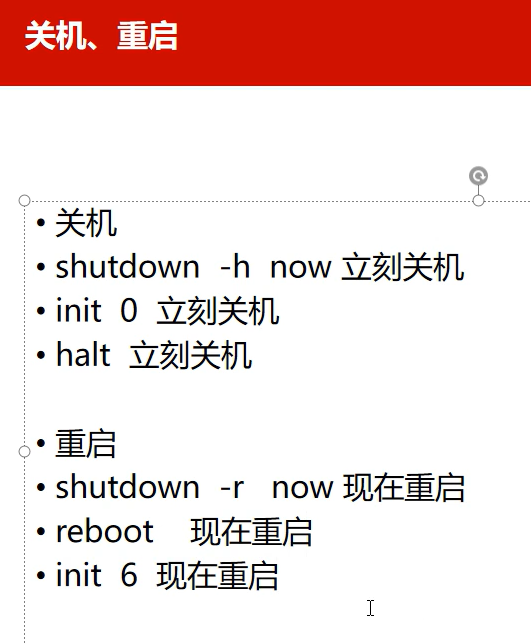 关机、重启
• 关机
• shutdown -h now 立刻关机
• init 0 立刻关机
• halt 立刻关机
• 重启
• shutdown -r now 现在重启
• reboot 现在重启
• init 6 现在重启